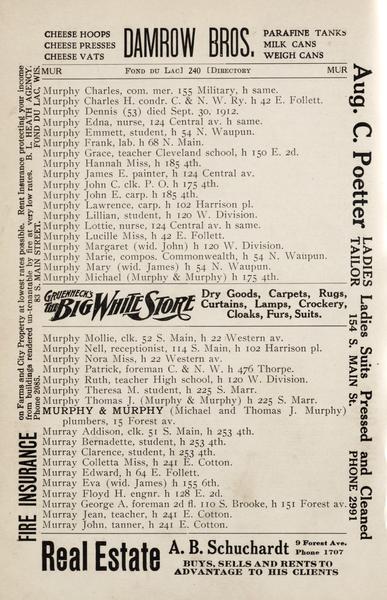 CHEESE HOOPS
CHEESE PRESSES
CHEESE VATS
DAMROW BROS.
PARAFINE TANKS
MILK CANS
WEIGH CANS
MUR FOND DU LAC] 240 [DIRECTORY MUR
Murphy Charles, com. mer. 155 Military, h same.
Murphy Charles H. condr. C. & N. W. Ry. h 42 E. Follett.
Murphy Dennis (53) died Sept. 30, 1912.
Murphy Edna, nurse, 124 Central av. h same.
Murphy Emmett, student, h 54 N. Waupun.
Murphy Frank, lab. h 68 N. Main.
Murphy Grace, teacher Cleveland school, h 150 E. 2d.
Murphy Hannah Miss, h 185 4th.
Murphy James E. painter, h 124 Central av.
Murphy John C. clk. P. O. h 175 4th.
Murphy John E. carp. h 185 4th.
Murphy Lawrence, carp. h 102 Harrison pl.
Murphy Lillian, student, h 120 W. Division.
Murphy Lottie, nurse, 124 Central av. h same.
Murphy Lucille Miss, h 42 E. Follett.
Murphy Margaret (wid. John) h 120 W. Division.
Murphy Marie, compos. Commonwealth, h 54 N. Waupun.
Murphy Mary (wid. James) h 54 N. Waupun.
Murphy Michael (Murphy & Murphy) h 175 4th.
GRUENHECK'S
THE BIG WHITE STORE
Dry Goods, Carpets, Rugs,
Curtains, Lamps, Crockery,
Cloaks, Furs, Suits.
Murphy Mollie, clk. 52 S. Main, h 22 Western av.
Murphy Nell, receptionist, 114 S. Main, h 102 Harrison pl.
Murphy Nora Miss, h 22 Western av.
Murphy Patrick, foreman C. & N. W. h 476 Thorpe.
Murphy Ruth, teacher High school, h 120 W. Division.
Murphy Theresa M. student, h 225 S. Marr.
Murphy Thomas J. (Murphy & Murphy) h 225 S. Marr.
MURPHY & MURPHY (Michael and Thomas J. Murphy)
plumbers, 15 Forest av.
Murray Addison, clk. 51 S. Main, h 253 4th.
Murray Bernadette, student, h 253 4th.
Murray Clarence, student, h 253 4th.
Murray Colletta Miss, h 241 E. Cotton.
Murray Edward, h 64 E. Follett.
Murray Eva (wid. James) h 155 6th.
Murray Floyd H. engnr. h 128 E. 2d.
Murray George A. foreman 2d fl. 110 S. Brooke, h 151 Forest av.
Murray Jean, teacher, h 241 E. Cotton.
Murray John, tanner, h 241 E. Cotton.
Real Estate
A. B. Schuchardt
9 Forest Ave.
Phone 1707
BUYS, SELLS AND RENTS TO
ADVANTAGE TO HIS CLIENTS
FIRE INSURANCE
on Farms and City Property at lowest rates possible. Rent Insurance protecting your income
from buildings rendered un-tenantable by fire at very low rates. B. L. HEATH AGENCY,
Phone 2085. 83 S. MAIN STREET, FOND DU LAC, WIS.
Aug. C. Poetter
LADIES TAILOR
Ladies Suits Pressed and Cleaned
154 S. MAIN St. PHONE 2991